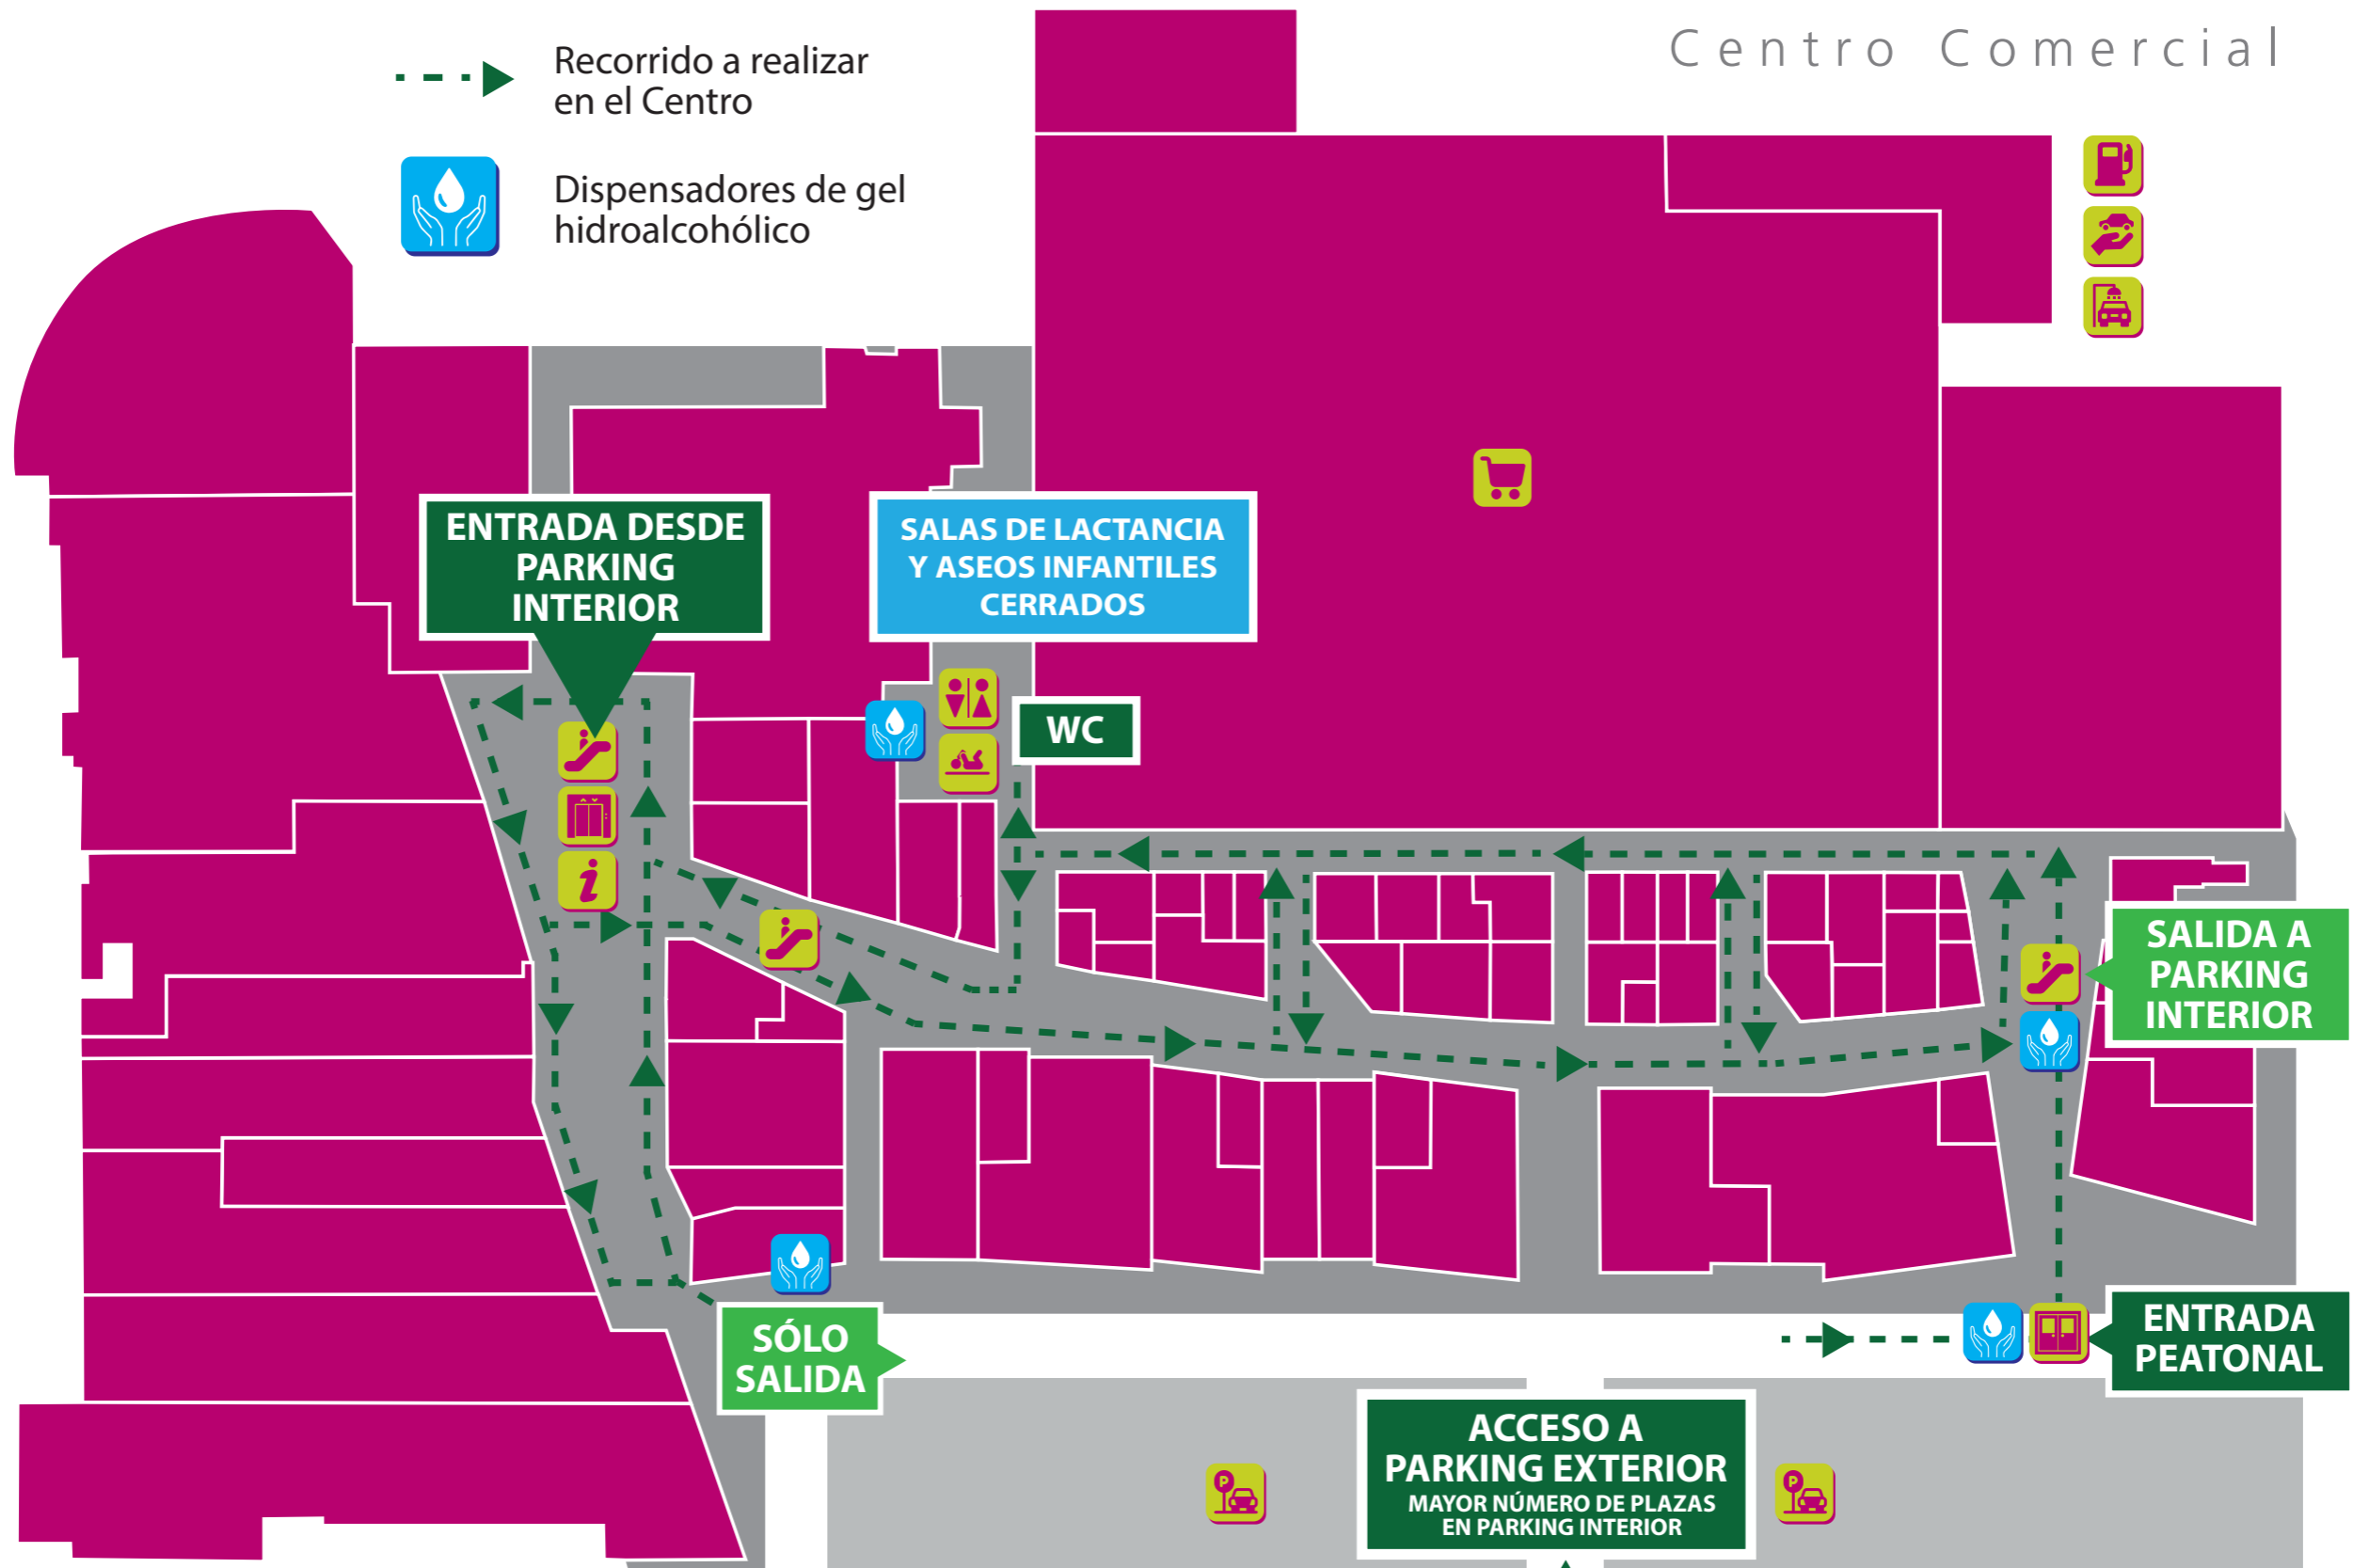 Centro Comercial
Recorrido a realizar
en el Centro
Dispensadores de gel
hidroalcohólico
ENTRADA DESDE
PARKING
INTERIOR
SALAS DE LACTANCIA
Y ASEOS INFANTILES
CERRADOS
WC
i
SALIDA A
PARKING
INTERIOR
SÓLO
SALIDA
ENTRADA
PEATONAL
ACCESO A
PARKING EXTERIOR
MAYOR NÚMERO DE PLAZAS
EN PARKING INTERIOR
P
P